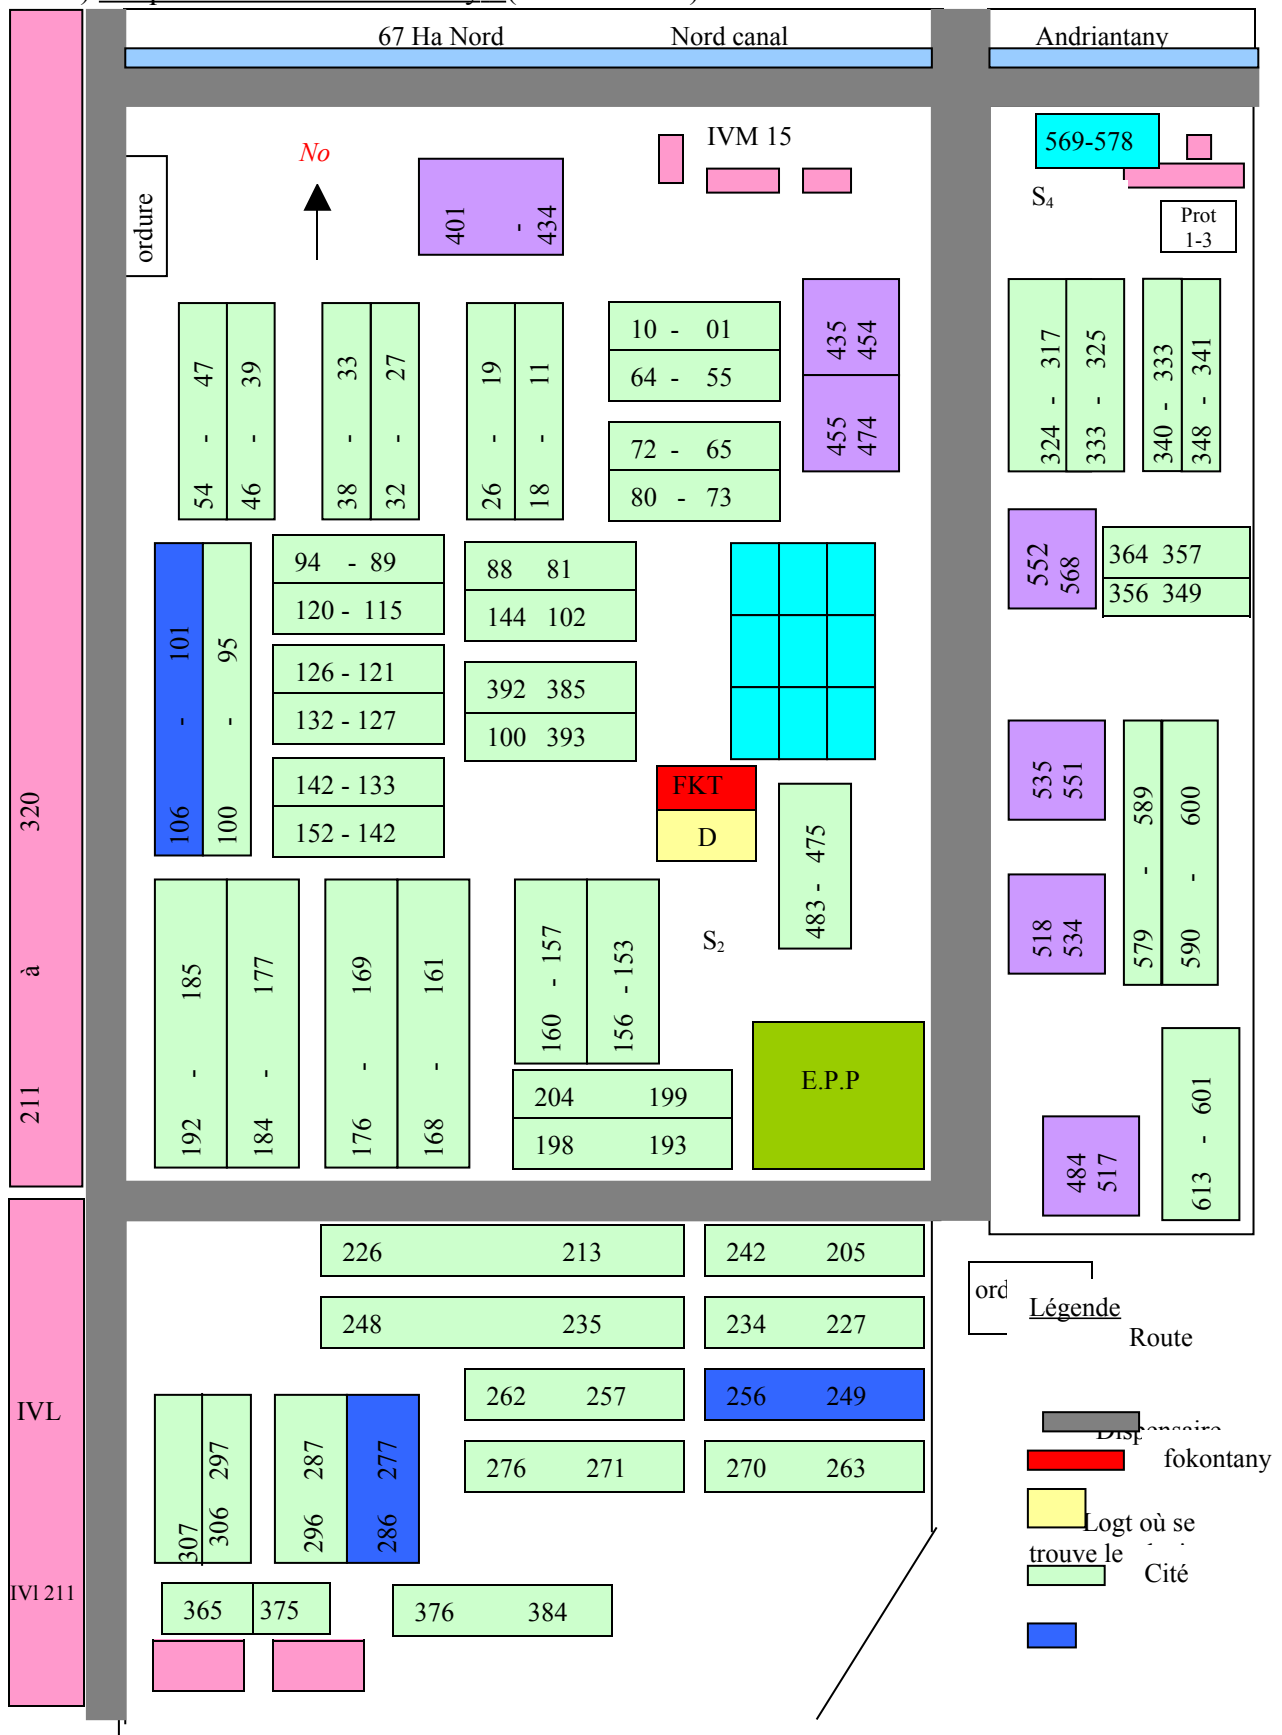 67 Ha Nord
Nord canal
Andriantany
No
IVM 15
569-578
S4
Prot
1-3
ordure
401 - 434
54 - 47
46 - 39
38 - 33
32 - 27
26 - 19
18 - 11
10 - 01
64 - 55
72 - 65
80 - 73
435 454
455 474
324 - 317
333 - 325
340 - 333
348 - 341
106 - 101
100 - 95
94 - 89
120 - 115
126 - 121
132 - 127
142 - 133
152 - 142
88 81
144 102
392 385
100 393
552
568
364 357
356 349
FKT
D
483 - 475
535
551
518
534
579 - 589
590 - 600
211 à 320
192 - 185
184 - 177
176 - 169
168 - 161
160 - 157
156 - 153
S2
204 199
198 193
E.P.P
484
517
613 - 601
226 213
242 205
248 235
234 227
262 257
256 249
276 271
270 263
IVL
307
306 297
296 287
286 277
IVl 211
365 375
376 384
ord
Légende
Route
Dispensaire
fokontany
Logt où se
trouve le
Cité